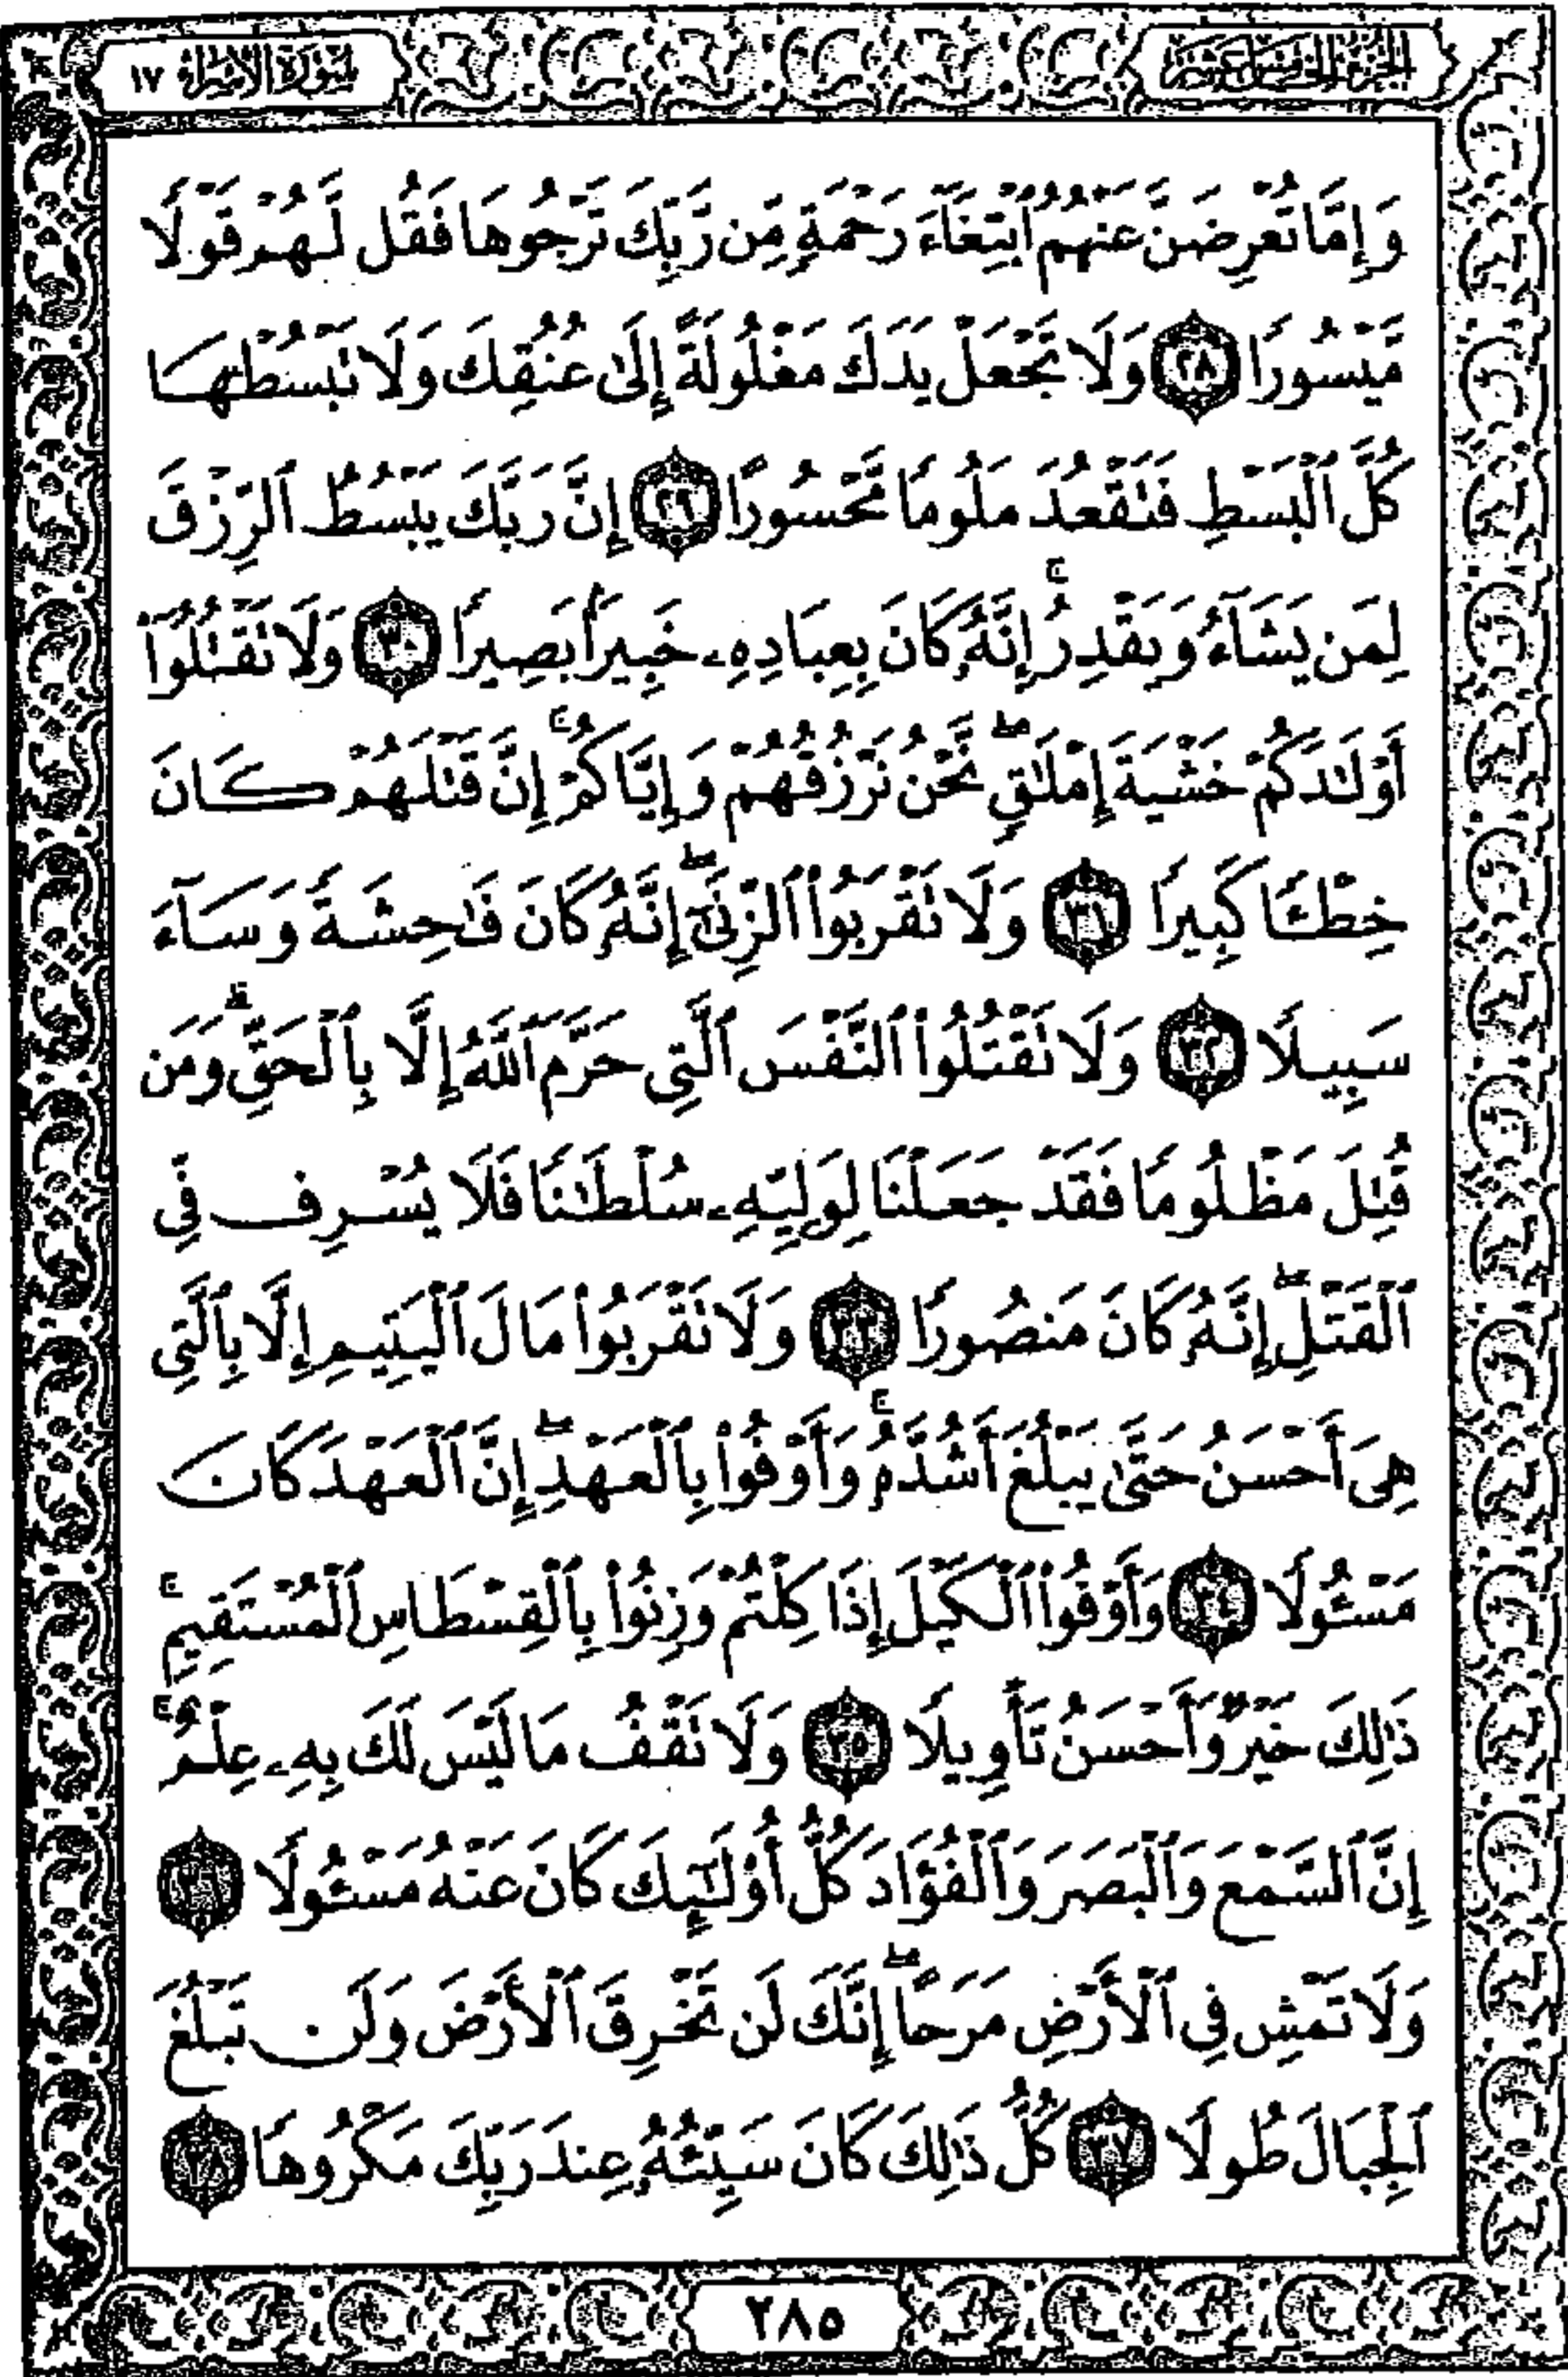 الجزء الخامس عشر
سورة الإسراء ١٧
وَإِمَّا تُعْرِضَنَّ عَنْهُمُ ٱبْتِغَآءَ رَحْمَةٍ مِّن رَّبِّكَ تَرْجُوهَا فَقُل لَّهُمْ قَوْلًا
مَّيْسُورًا ٢٨ وَلَا تَجْعَلْ يَدَكَ مَغْلُولَةً إِلَىٰ عُنُقِكَ وَلَا تَبْسُطْهَا
كُلَّ ٱلْبَسْطِ فَتَقْعُدَ مَلُومًا مَّحْسُورًا ٢٩ إِنَّ رَبَّكَ يَبْسُطُ ٱلرِّزْقَ
لِمَن يَشَآءُ وَيَقْدِرُ ۚ إِنَّهُۥ كَانَ بِعِبَادِهِۦ خَبِيرًۢا بَصِيرًا ٣٠ وَلَا تَقْتُلُوٓا۟
أَوْلَٰدَكُمْ خَشْيَةَ إِمْلَٰقٍ ۖ نَّحْنُ نَرْزُقُهُمْ وَإِيَّاكُمْ ۚ إِنَّ قَتْلَهُمْ كَانَ
خِطْـًٔا كَبِيرًا ٣١ وَلَا تَقْرَبُوا۟ ٱلزِّنَىٰٓ ۖ إِنَّهُۥ كَانَ فَٰحِشَةً وَسَآءَ
سَبِيلًا ٣٢ وَلَا تَقْتُلُوا۟ ٱلنَّفْسَ ٱلَّتِى حَرَّمَ ٱللَّهُ إِلَّا بِٱلْحَقِّ ۗ وَمَن
قُتِلَ مَظْلُومًا فَقَدْ جَعَلْنَا لِوَلِيِّهِۦ سُلْطَٰنًا فَلَا يُسْرِف فِّى
ٱلْقَتْلِ ۖ إِنَّهُۥ كَانَ مَنصُورًا ٣٣ وَلَا تَقْرَبُوا۟ مَالَ ٱلْيَتِيمِ إِلَّا بِٱلَّتِى
هِىَ أَحْسَنُ حَتَّىٰ يَبْلُغَ أَشُدَّهُۥ ۚ وَأَوْفُوا۟ بِٱلْعَهْدِ ۖ إِنَّ ٱلْعَهْدَ كَانَ
مَسْـُٔولًا ٣٤ وَأَوْفُوا۟ ٱلْكَيْلَ إِذَا كِلْتُمْ وَزِنُوا۟ بِٱلْقِسْطَاسِ ٱلْمُسْتَقِيمِ ۚ
ذَٰلِكَ خَيْرٌ وَأَحْسَنُ تَأْوِيلًا ٣٥ وَلَا تَقْفُ مَا لَيْسَ لَكَ بِهِۦ عِلْمٌ ۚ
إِنَّ ٱلسَّمْعَ وَٱلْبَصَرَ وَٱلْفُؤَادَ كُلُّ أُو۟لَٰٓئِكَ كَانَ عَنْهُ مَسْـُٔولًا ٣٦
وَلَا تَمْشِ فِى ٱلْأَرْضِ مَرَحًا ۖ إِنَّكَ لَن تَخْرِقَ ٱلْأَرْضَ وَلَن تَبْلُغَ
ٱلْجِبَالَ طُولًا ٣٧ كُلُّ ذَٰلِكَ كَانَ سَيِّئُهُۥ عِندَ رَبِّكَ مَكْرُوهًا ٣٨
٢٨٥